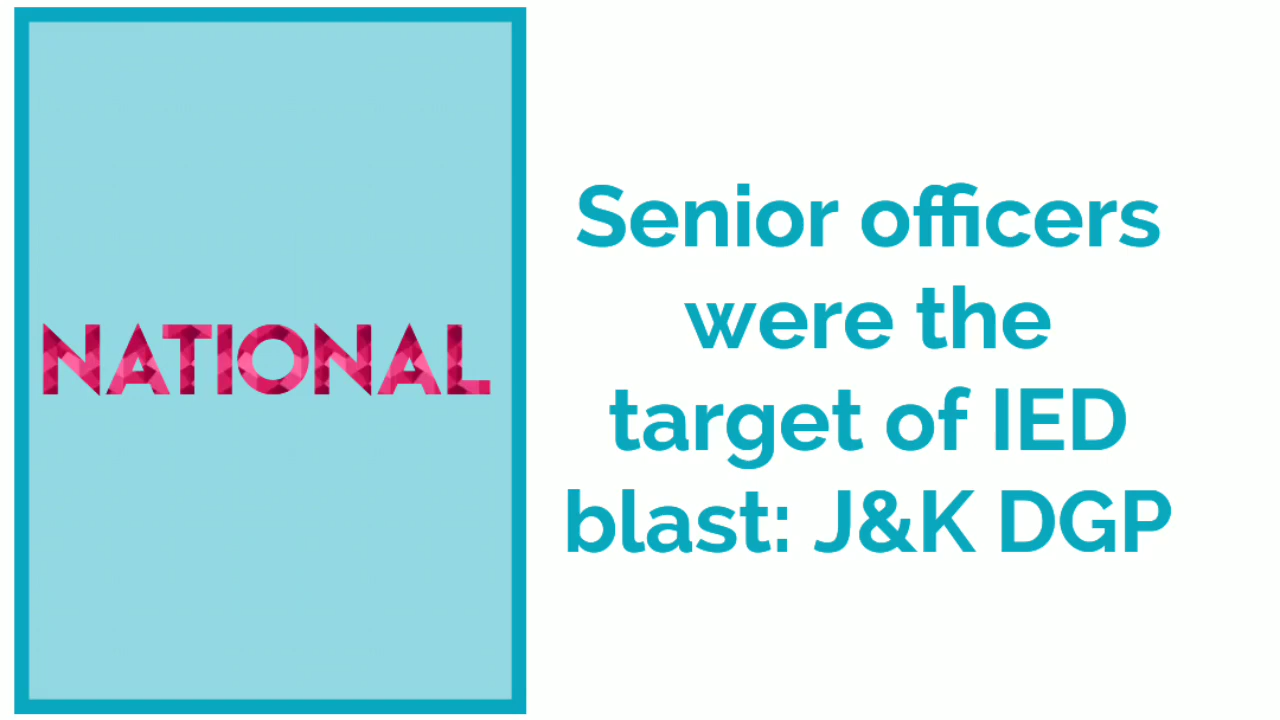 NATIONAL
Senior officers
were the
target of IED
blast: J&K DGP